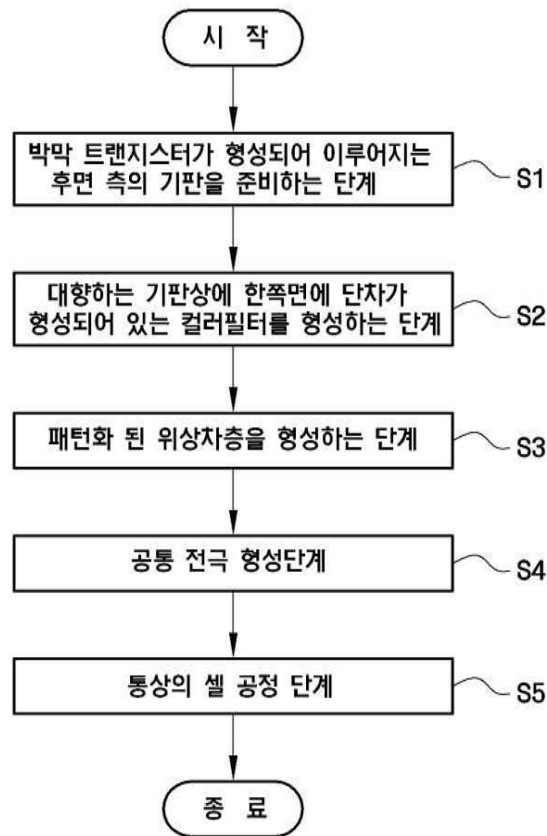 시 작
박막 트랜지스터가 형성되어 이루어지는
후면 측의 기판을 준비하는 단계
S1
대향하는 기판상에 한쪽면에 단차가
형성되어 있는 컬러필터를 형성하는 단계
S2
패턴화 된 위상차층을 형성하는 단계
S3
공통 전극 형성단계
S4
통상의 셀 공정 단계
S5
종 료